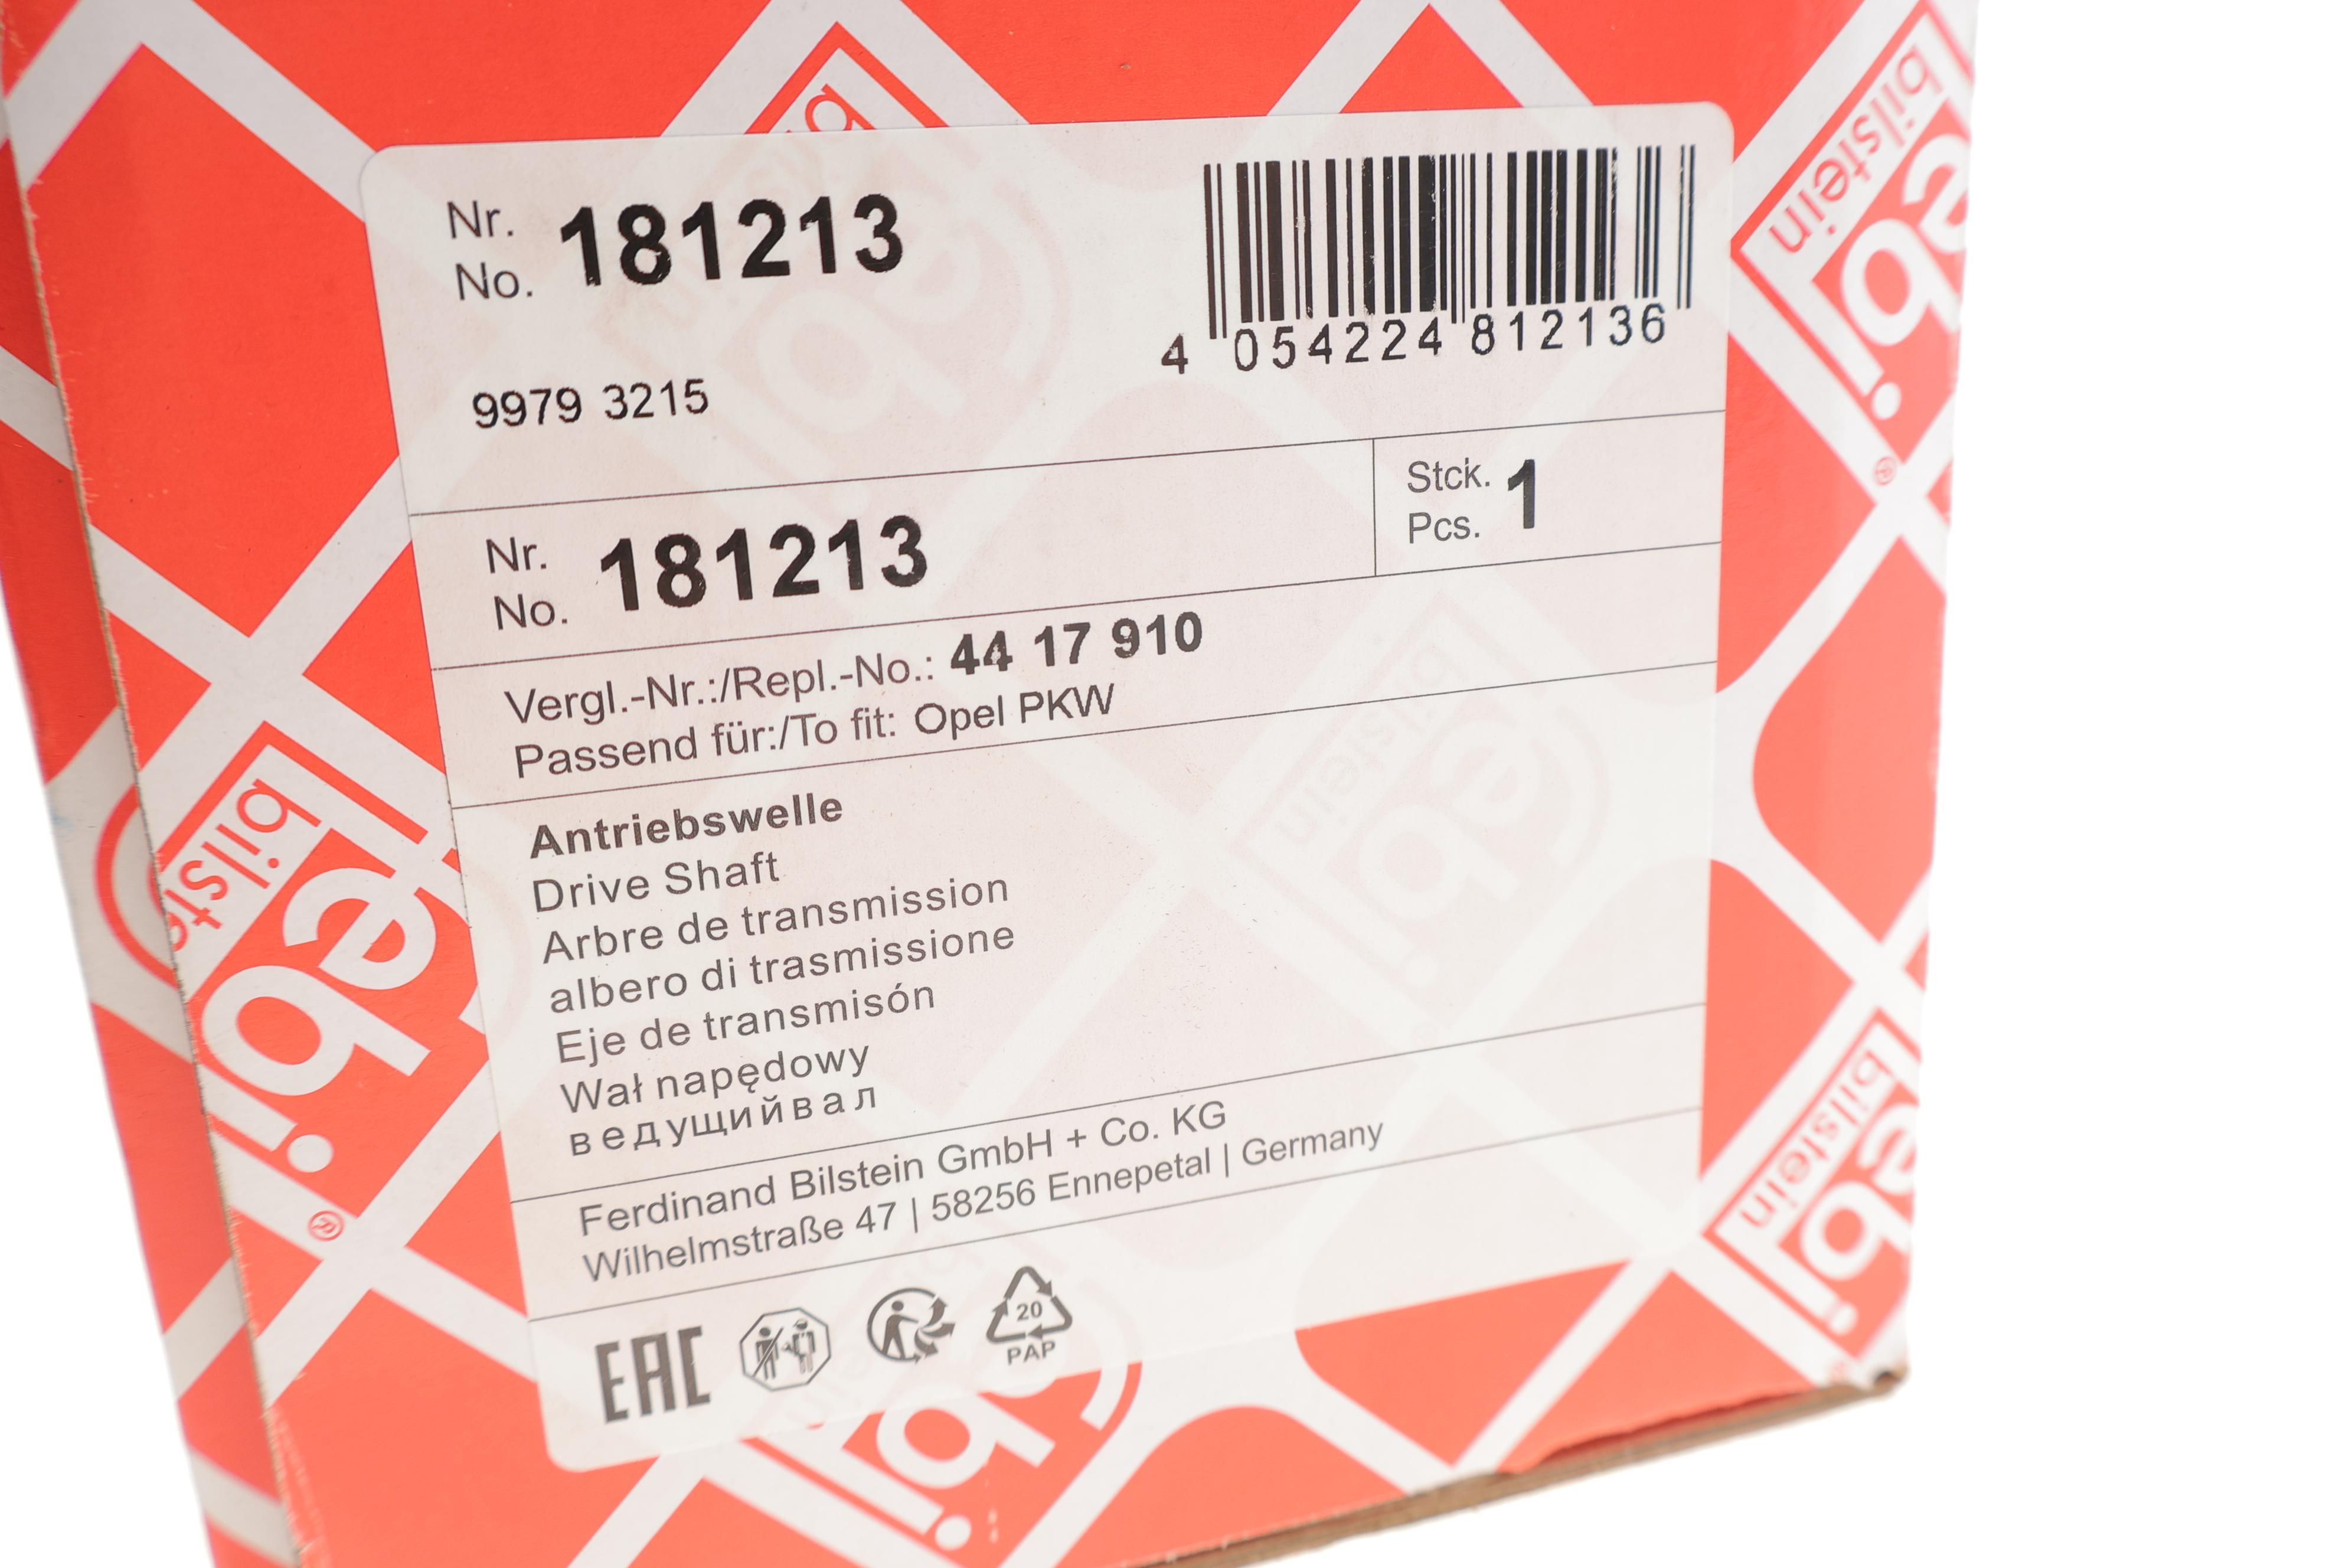 Nr.
No. 181213
4 054224 812136
9979 3215
Nr.
No. 181213
Stck.
Pcs. 1
Vergl.-Nr.:/Repl.-No.: 44 17 910
Passend für:/To fit: Opel PKW
Antriebswelle
Drive Shaft
Arbre de transmission
albero di trasmissione
Eje de transmisón
Wał napędowy
ведущийвал
Ferdinand Bilstein GmbH + Co. KG
Wilhelmstraße 47 | 58256 Ennepetal | Germany
EAC
20
PAP
febi
bilstein
®
febi
bilstein
®
febi
bilstein